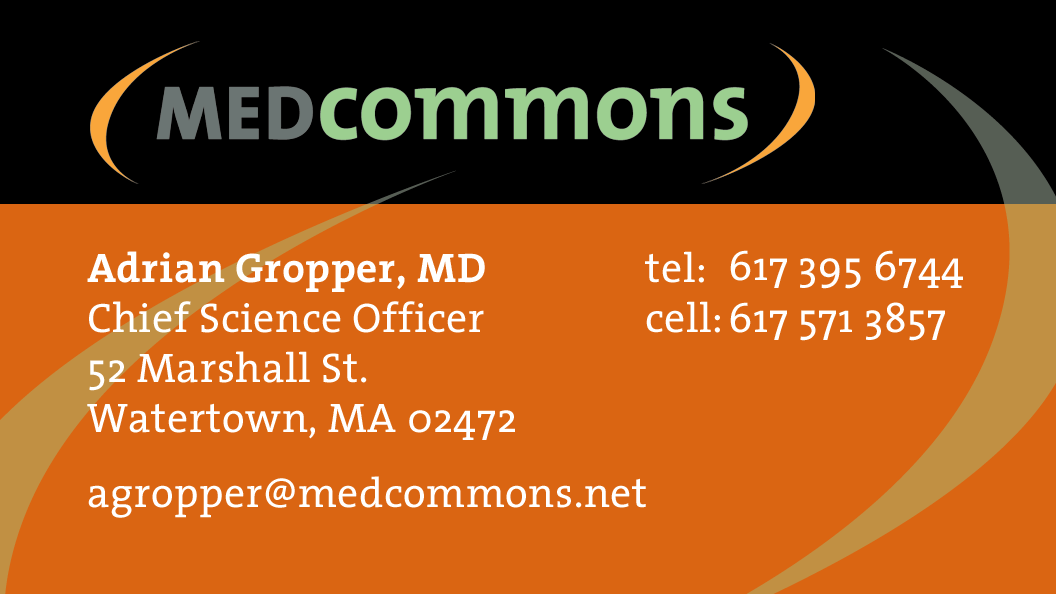 MEDcommons
Adrian Gropper, MD
Chief Science Officer
52 Marshall St.
Watertown, MA 02472
agropper@medcommons.net
tel: 617 395 6744
cell: 617 571 3857